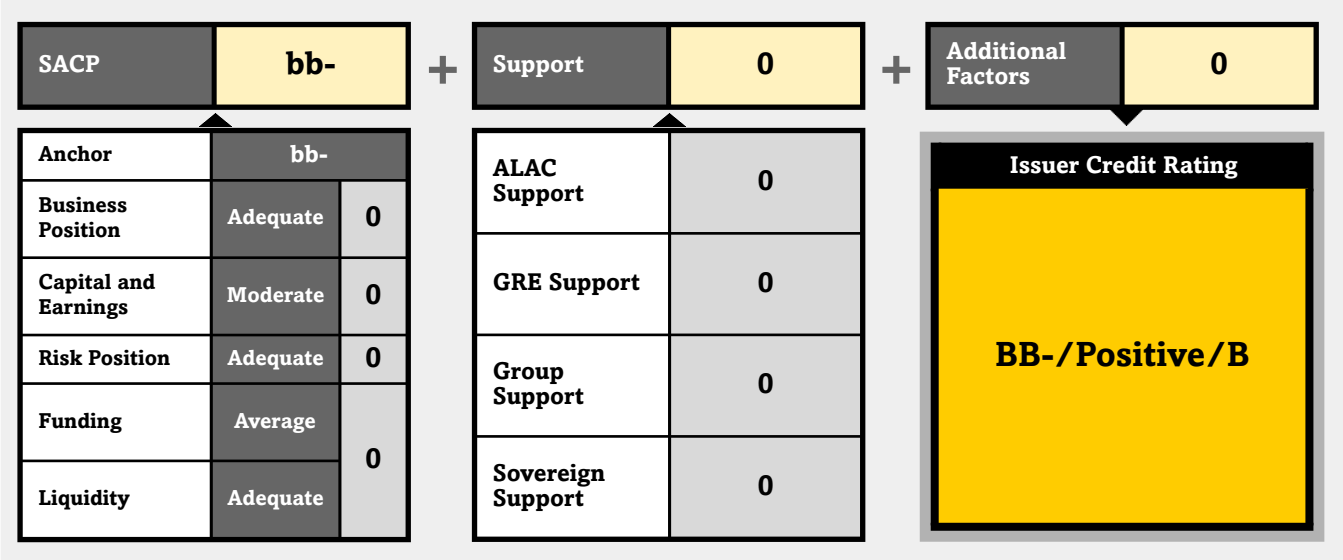 SACP
bb-
+
Support
0
+
Additional
Factors
0
Anchor
bb-
Business
Position
Adequate
0
Capital and
Earnings
Moderate
0
Risk Position
Adequate
0
Funding
Average
0
Liquidity
Adequate
ALAC
Support
0
GRE Support
0
Group
Support
0
Sovereign
Support
0
Issuer Credit Rating
BB-/Positive/B